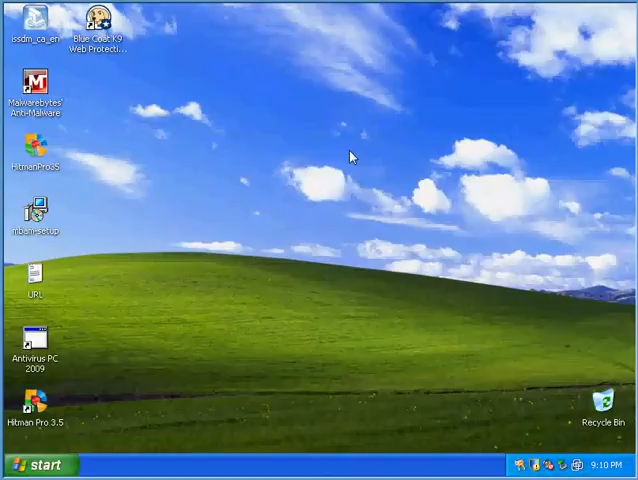 issdm_ca_en
Blue Coat K9
Web Protecti...
Malwarebytes'
Anti-Malware
HitmanPro35
mbam-setup
URL
Antivirus PC
2009
Hitman Pro 3.5
Recycle Bin
start
9:10 PM